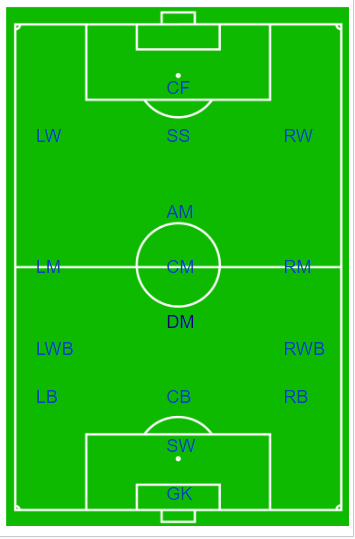 CF
LW SS RW
AM
LM CM RM
DM
LWB RWB
LB CB RB
SW
GK